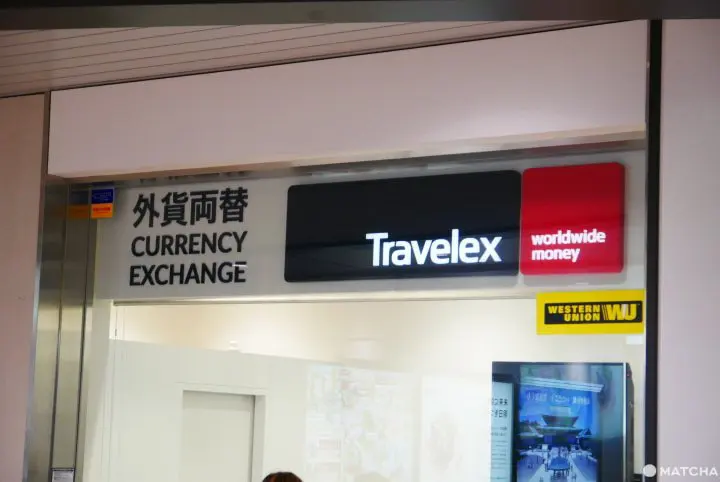 外貨両替
CURRENCY
EXCHANGE
Travelex
worldwide
money
WESTERN
UNION WU
MATCHA